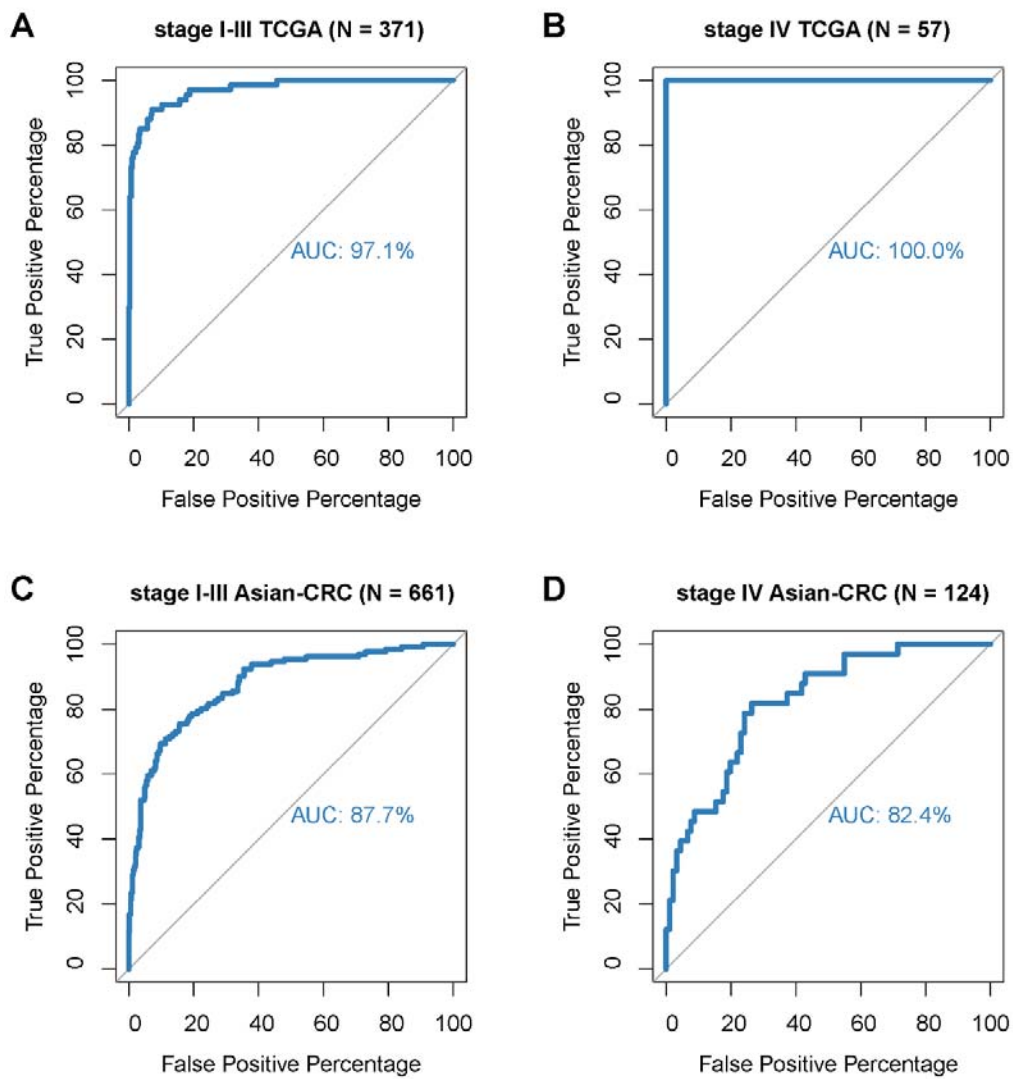 A
stage I-III TCGA (N = 371)
True Positive Percentage
0 20 40 60 80 100
AUC: 97.1%
0 20 40 60 80 100
False Positive Percentage
B
stage IV TCGA (N = 57)
True Positive Percentage
0 20 40 60 80 100
AUC: 100.0%
0 20 40 60 80 100
False Positive Percentage
C
stage I-III Asian-CRC (N = 661)
True Positive Percentage
0 20 40 60 80 100
AUC: 87.7%
0 20 40 60 80 100
False Positive Percentage
D
stage IV Asian-CRC (N = 124)
True Positive Percentage
0 20 40 60 80 100
AUC: 82.4%
0 20 40 60 80 100
False Positive Percentage